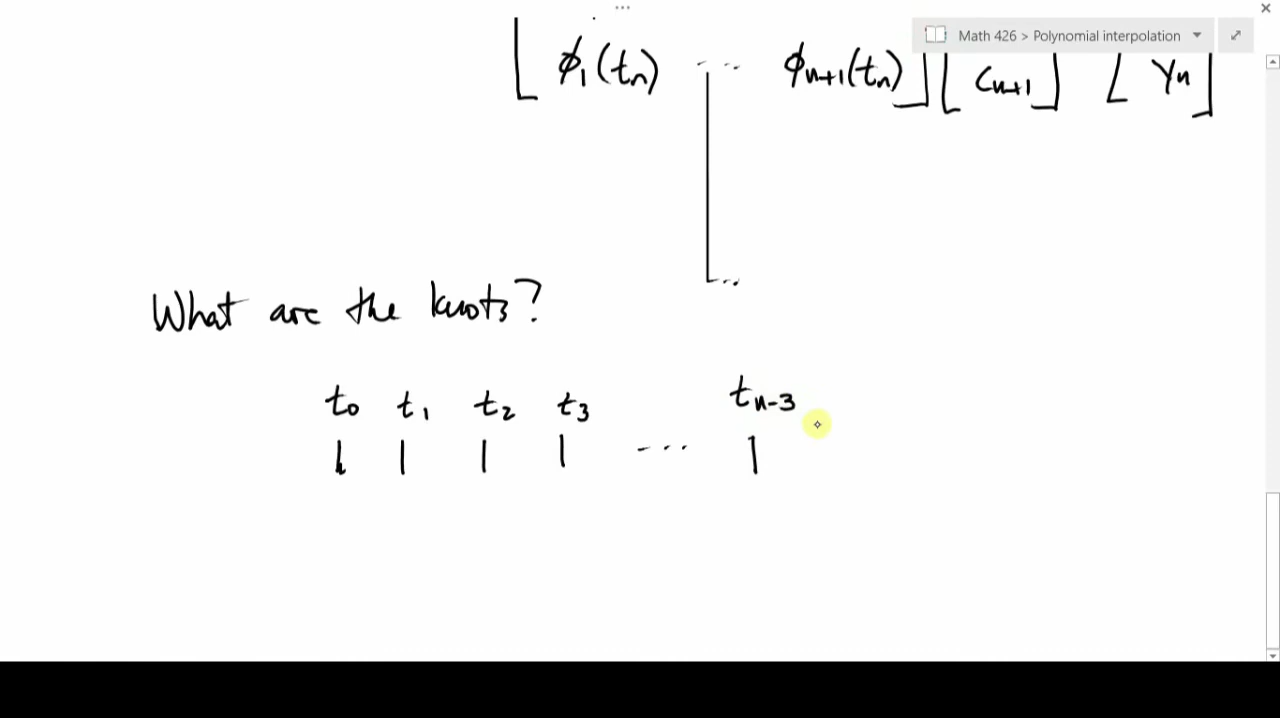 Math 426 > Polynomial interpolation
ϕ₁(tₙ) ... ϕₙ₊₁(tₙ) cₙ₊₁ yₙ
...
What are the knots?
t₀ t₁ t₂ t₃ tₙ₋₃
| | | | ... |